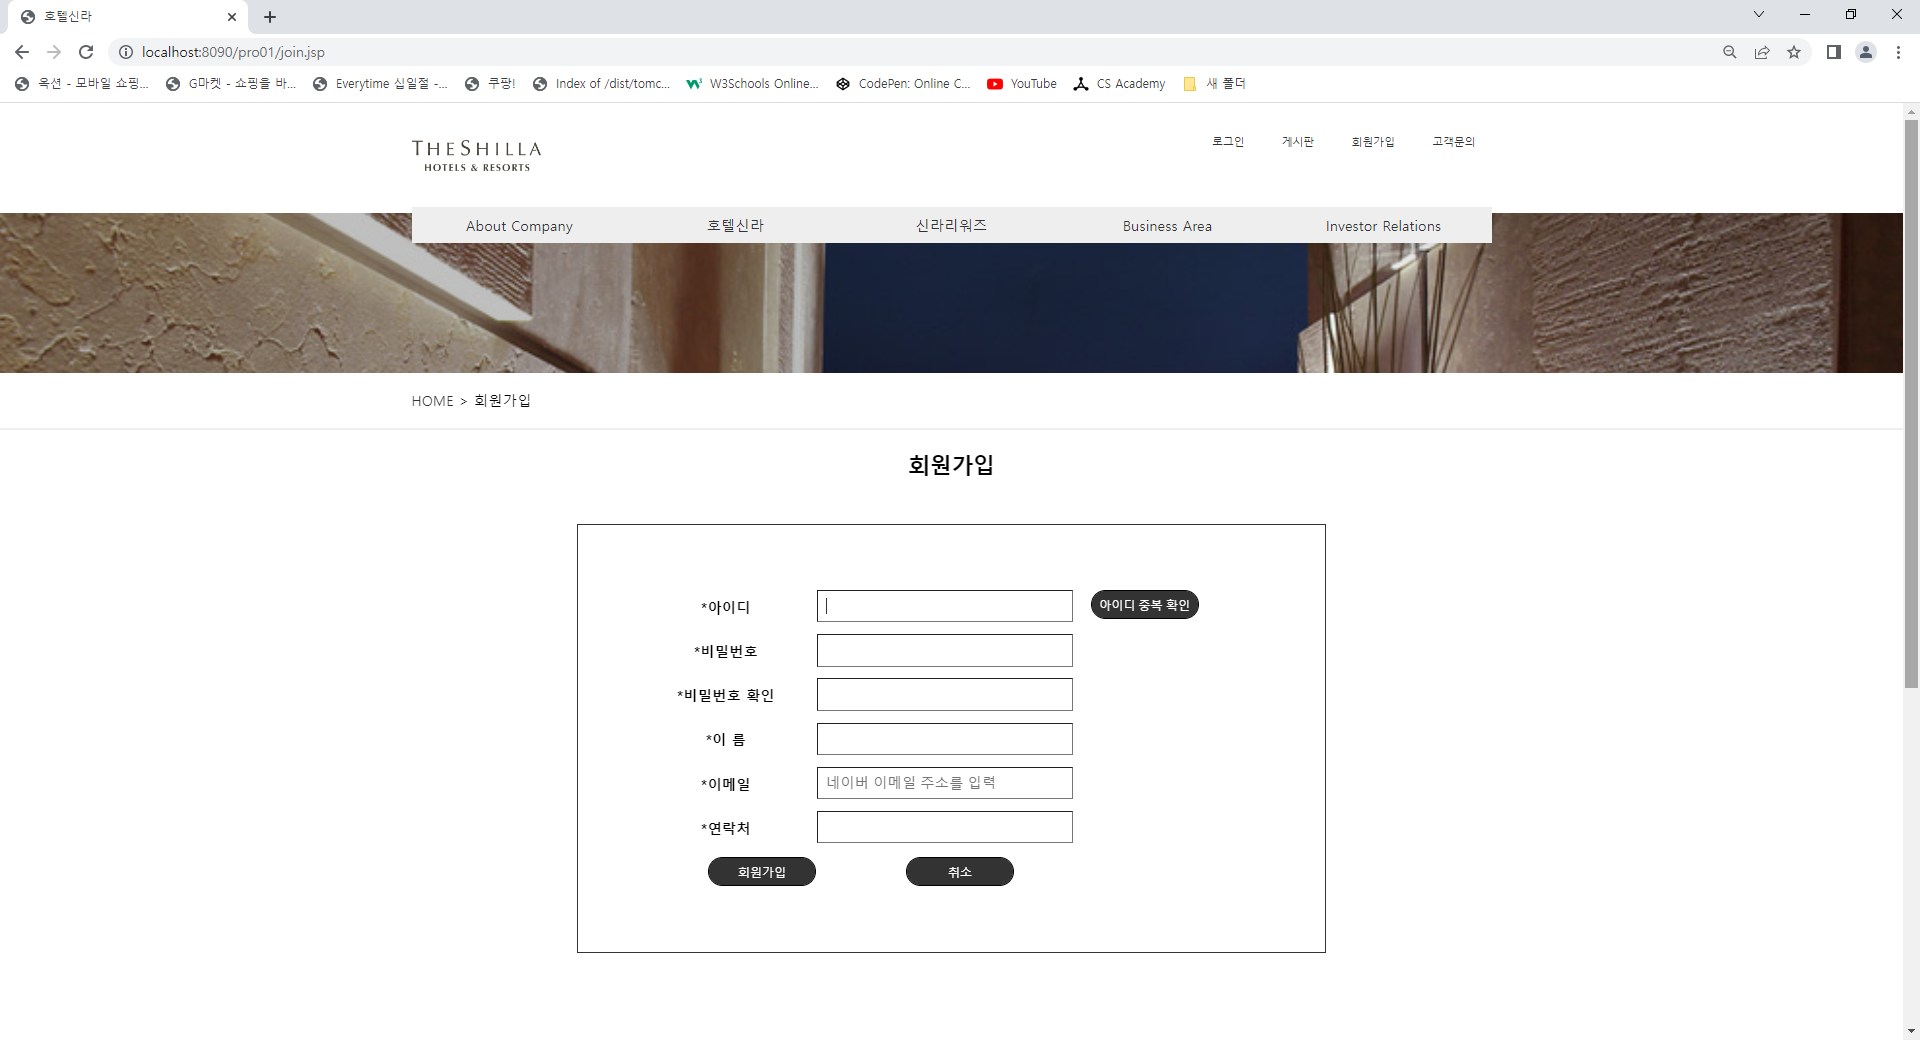 호텔신라
localhost:8090/pro01/join.jsp
옥션 - 모바일 쇼핑... G마켓 - 쇼핑을 바... Everytime 십일절 -... 쿠팡! Index of /dist/tomc... W3Schools Online... CodePen: Online C... YouTube CS Academy 새 폴더
THE SHILLA
HOTELS & RESORTS
로그인 게시판 회원가입 고객문의
About Company 호텔신라 신라리워즈 Business Area Investor Relations
HOME > 회원가입
회원가입
*아이디 아이디 중복 확인
*비밀번호
*비밀번호 확인
*이 름
*이메일 네이버 이메일 주소를 입력
*연락처
회원가입 취소